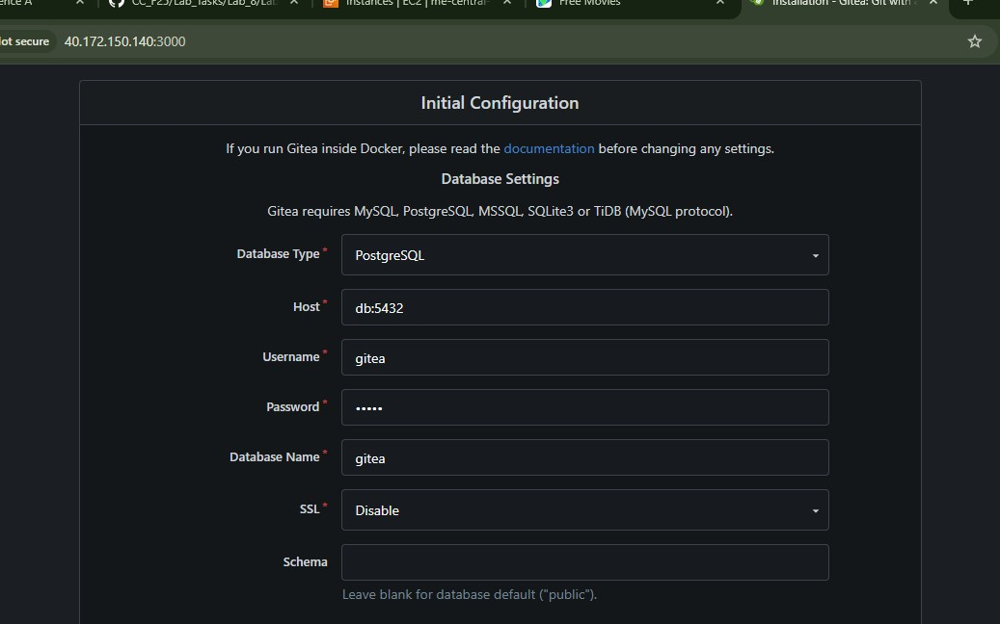 ence A CC_F25/Lab_Tasks/Lab_8/Lab Instances | EC2 | me-central- Free Movies Installation - Gitea: Git with a
ot secure 40.172.150.140:3000
Initial Configuration
If you run Gitea inside Docker, please read the documentation before changing any settings.
Database Settings
Gitea requires MySQL, PostgreSQL, MSSQL, SQLite3 or TiDB (MySQL protocol).
Database Type * PostgreSQL
Host * db:5432
Username * gitea
Password * •••••
Database Name * gitea
SSL * Disable
Schema
Leave blank for database default ("public").